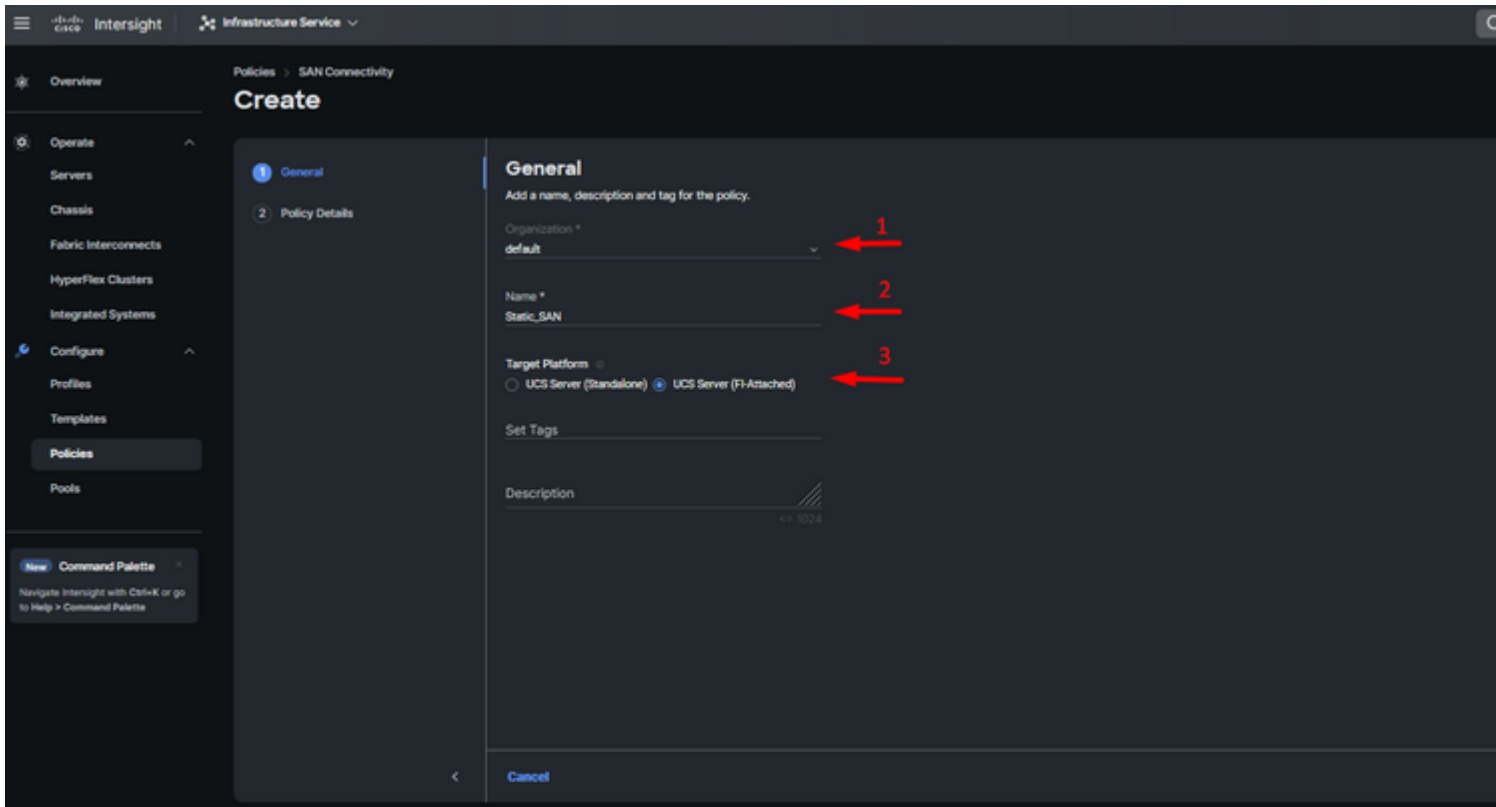 cisco Intersight Infrastructure Service
Overview
Operate
Servers
Chassis
Fabric Interconnects
HyperFlex Clusters
Integrated Systems
Configure
Profiles
Templates
Policies
Pools
New Command Palette
Navigate Intersight with Ctrl+K or go
to Help > Command Palette
Policies > SAN Connectivity
Create
1 General
2 Policy Details
General
Add a name, description and tag for the policy.
Organization *
default
1
Name *
Static_SAN
2
Target Platform
UCS Server (Standalone) UCS Server (FI-Attached)
3
Set Tags
Description
<= 1024
Cancel